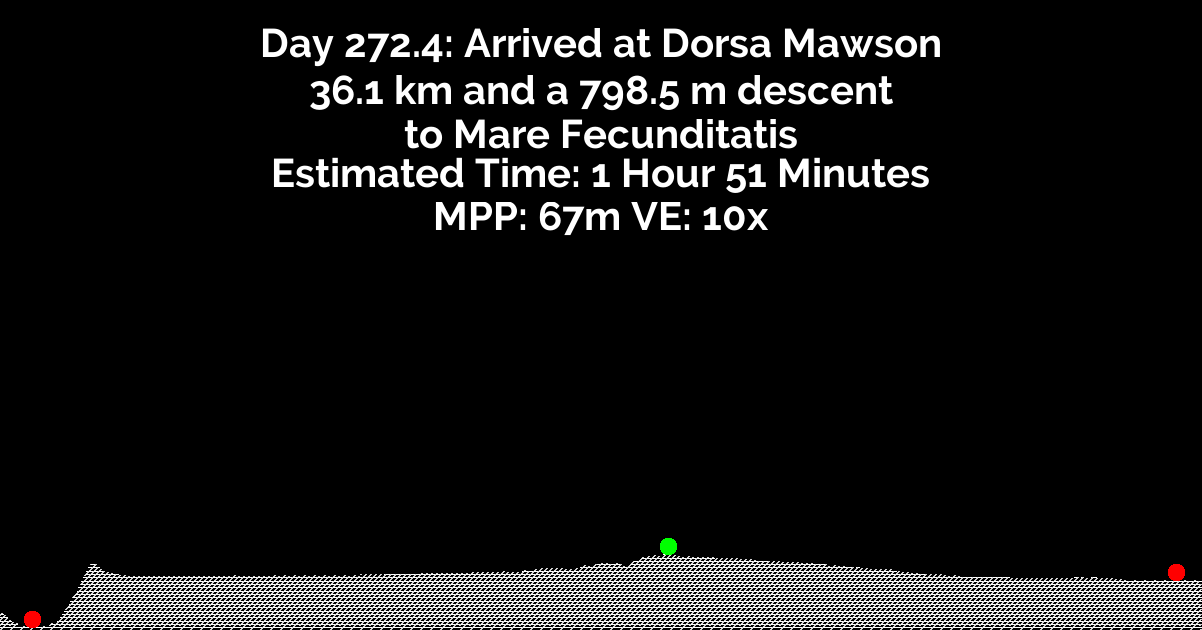 Day 272.4: Arrived at Dorsa Mawson
36.1 km and a 798.5 m descent
to Mare Fecunditatis
Estimated Time: 1 Hour 51 Minutes
MPP: 67m VE: 10x